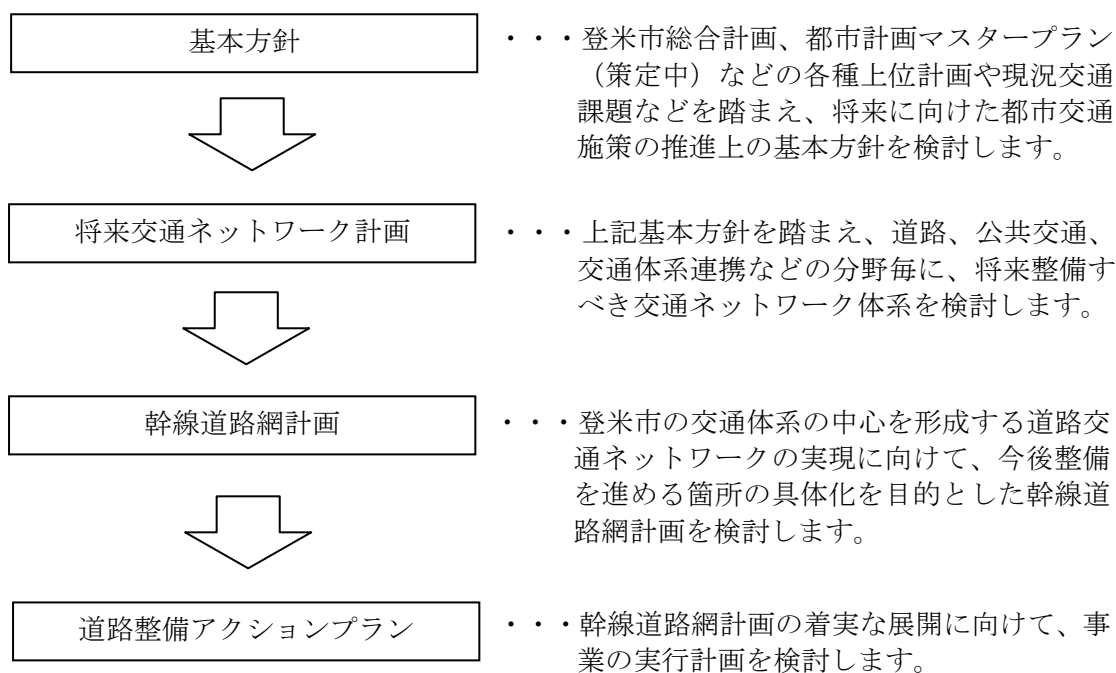 基本方針
・・・登米市総合計画、都市計画マスタープラン
（策定中）などの各種上位計画や現況交通
課題などを踏まえ、将来に向けた都市交通
施策の推進上の基本方針を検討します。
将来交通ネットワーク計画
・・・上記基本方針を踏まえ、道路、公共交通、
交通体系連携などの分野毎に、将来整備す
べき交通ネットワーク体系を検討します。
幹線道路網計画
・・・登米市の交通体系の中心を形成する道路交
通ネットワークの実現に向けて、今後整備
を進める箇所の具体化を目的とした幹線道
路網計画を検討します。
道路整備アクションプラン
・・・幹線道路網計画の着実な展開に向けて、事
業の実行計画を検討します。